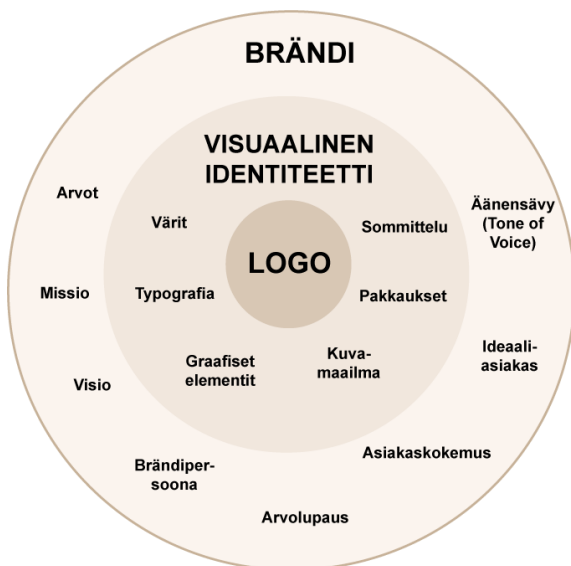 BRÄNDI
VISUAALINEN
IDENTITEETTI
LOGO
Arvot
Värit
Sommittelu
Äänensävy
(Tone of
Voice)
Missio
Typografia
Pakkaukset
Visio
Graafiset
elementit
Kuva-
maailma
Ideaali-
asiakas
Brändiper-
soona
Arvolupaus
Asiakaskokemus